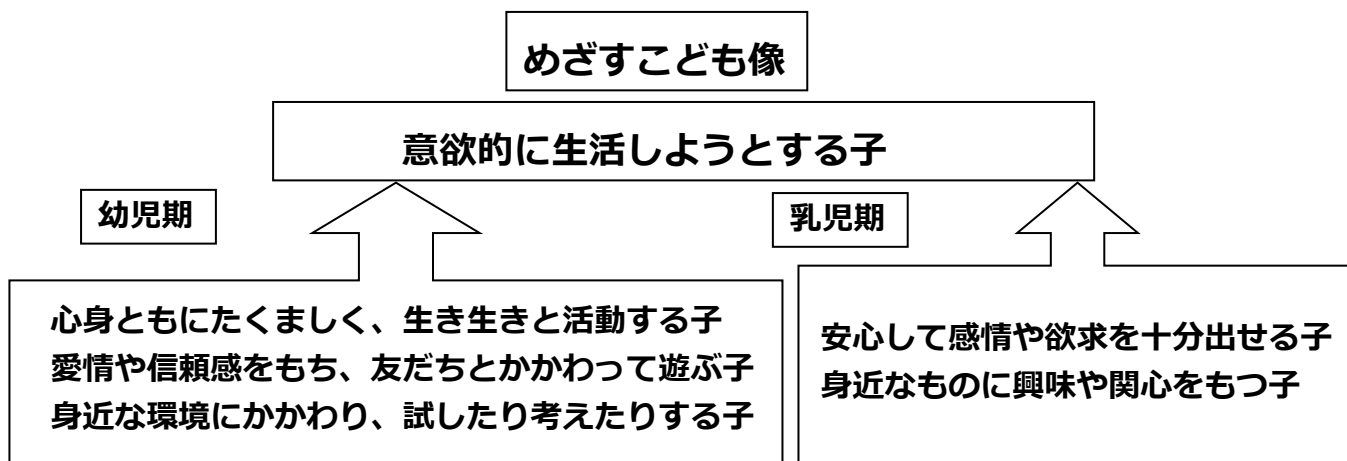 めざすこども像
意欲的に生活しようとする子
幼児期
乳児期
心身ともにたくましく、生き生きと活動する子
愛情や信頼感をもち、友だちとかかわって遊ぶ子
身近な環境にかかわり、試したり考えたりする子
安心して感情や欲求を十分出せる子
身近なものに興味や関心をもつ子